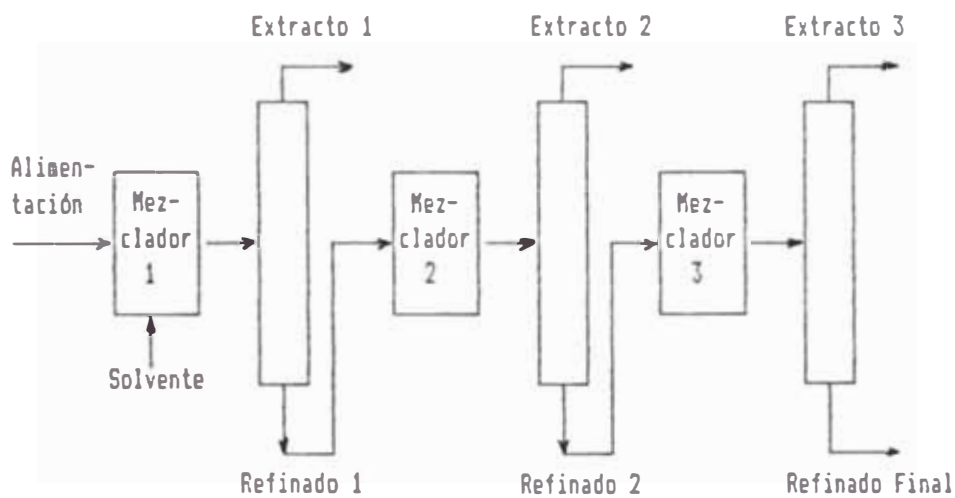 Extracto 1
Extracto 2
Extracto 3
Alimen-
tación
Mez-
clador
1
Mez-
clador
2
Mez-
clador
3
Solvente
Refinado 1
Refinado 2
Refinado Final